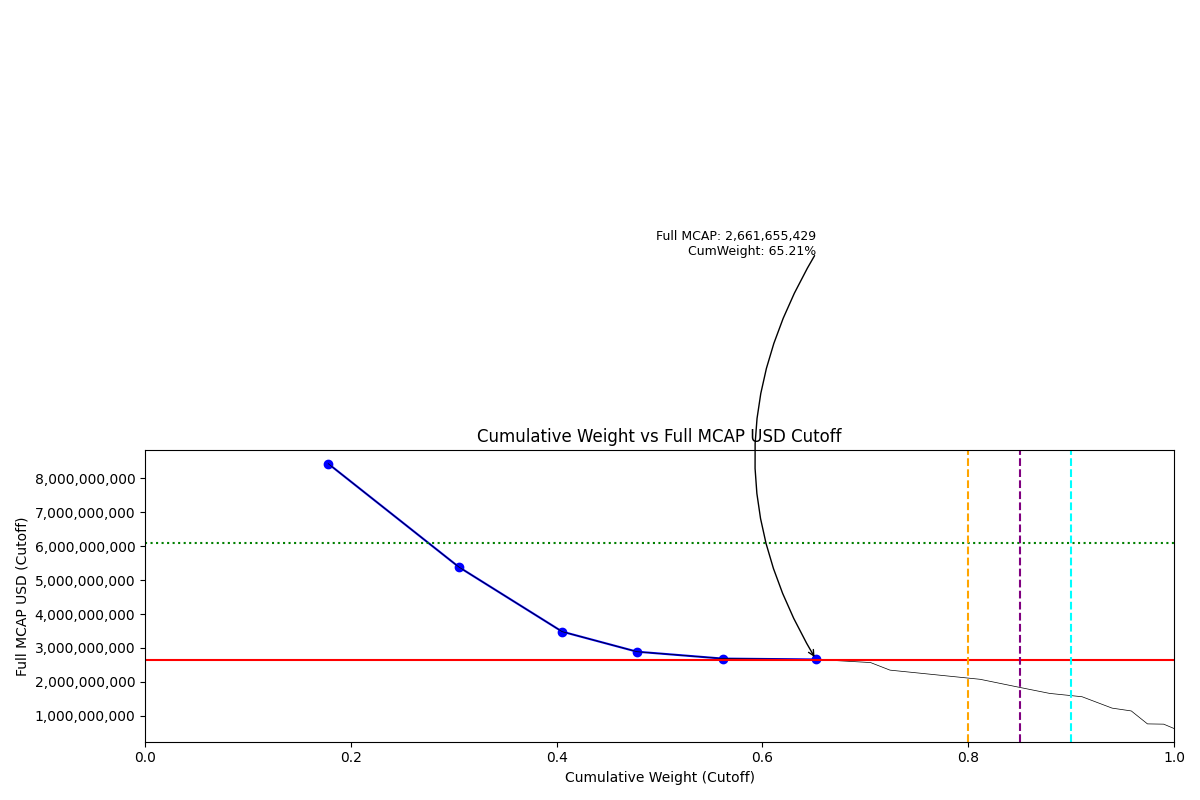 Full MCAP: 2,661,655,429
CumWeight: 65.21%
Cumulative Weight vs Full MCAP USD Cutoff
Full MCAP USD (Cutoff)
8,000,000,000
7,000,000,000
6,000,000,000
5,000,000,000
4,000,000,000
3,000,000,000
2,000,000,000
1,000,000,000
0.0 0.2 0.4 0.6 0.8 1.0
Cumulative Weight (Cutoff)